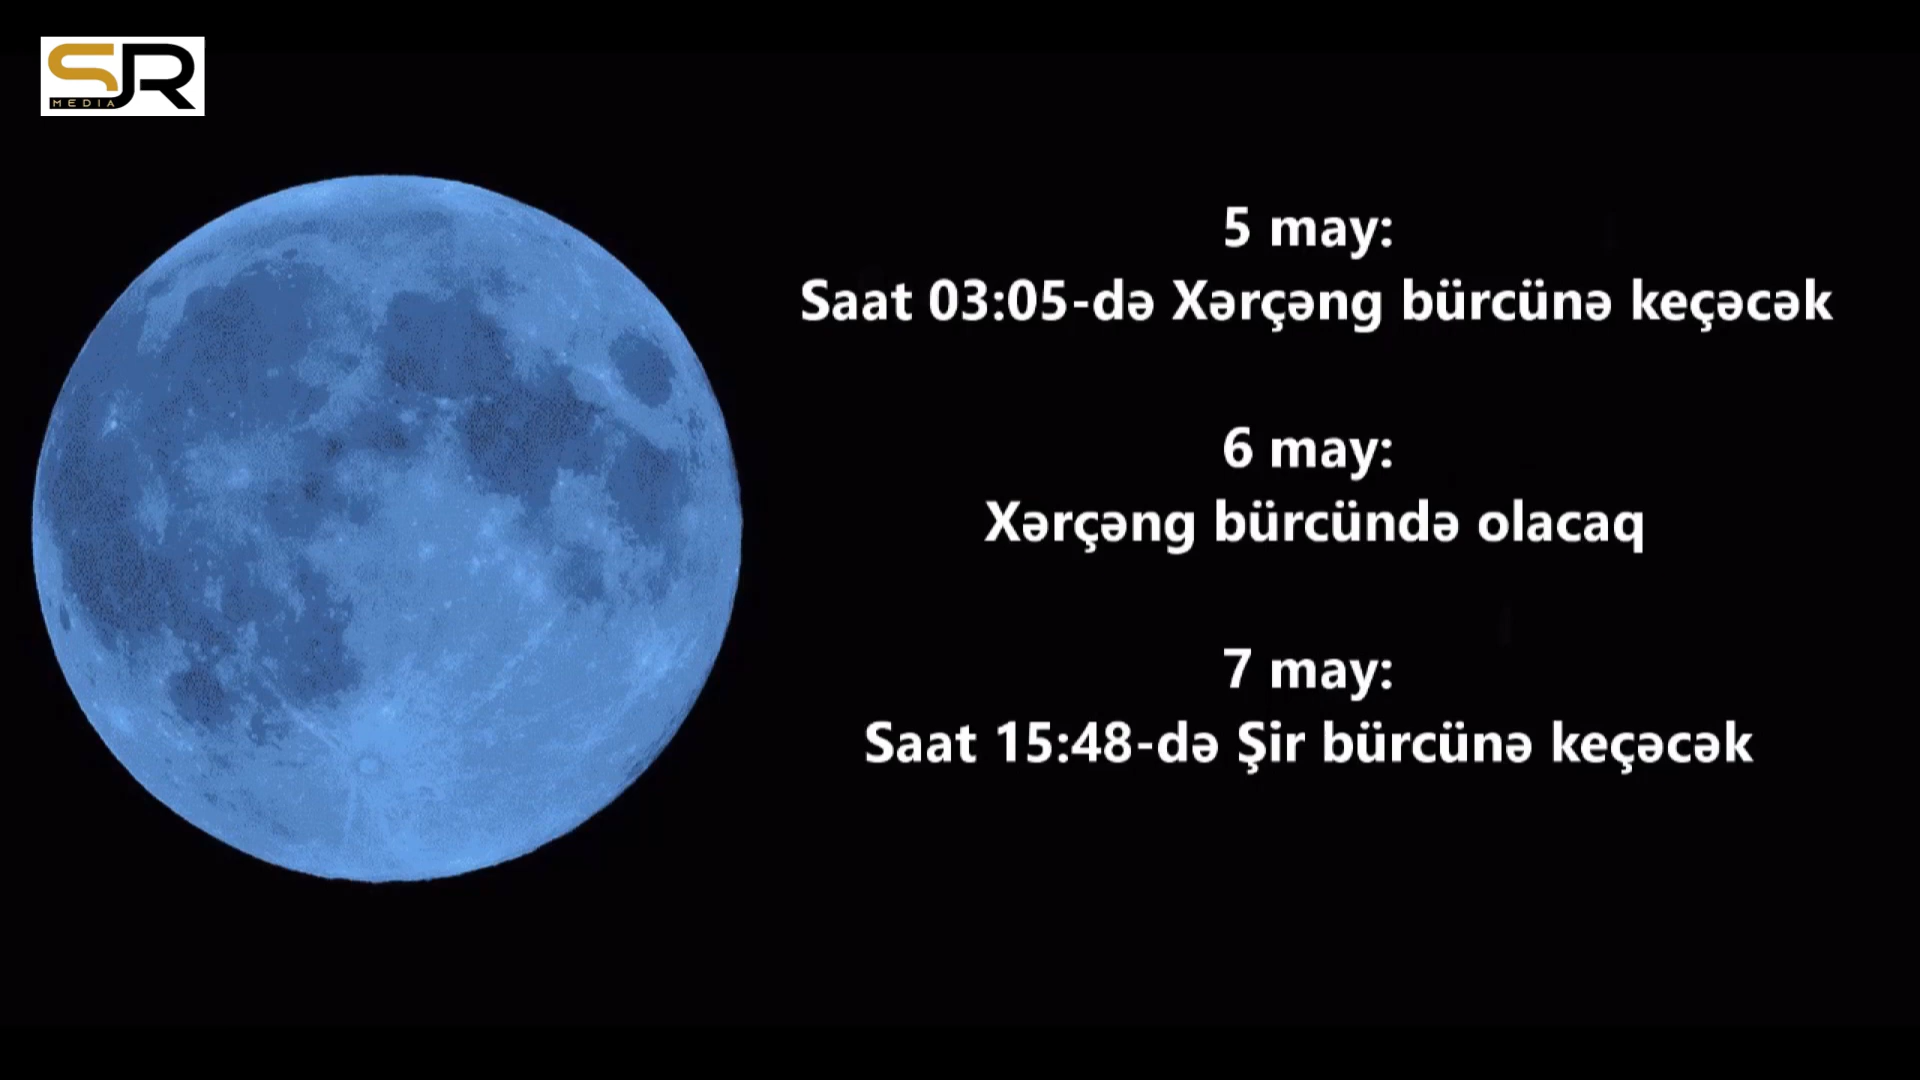 SR
MEDIA
5 may:
Saat 03:05-də Xərçəng bürcünə keçəcək
6 may:
Xərçəng bürcündə olacaq
7 may:
Saat 15:48-də Şir bürcünə keçəcək